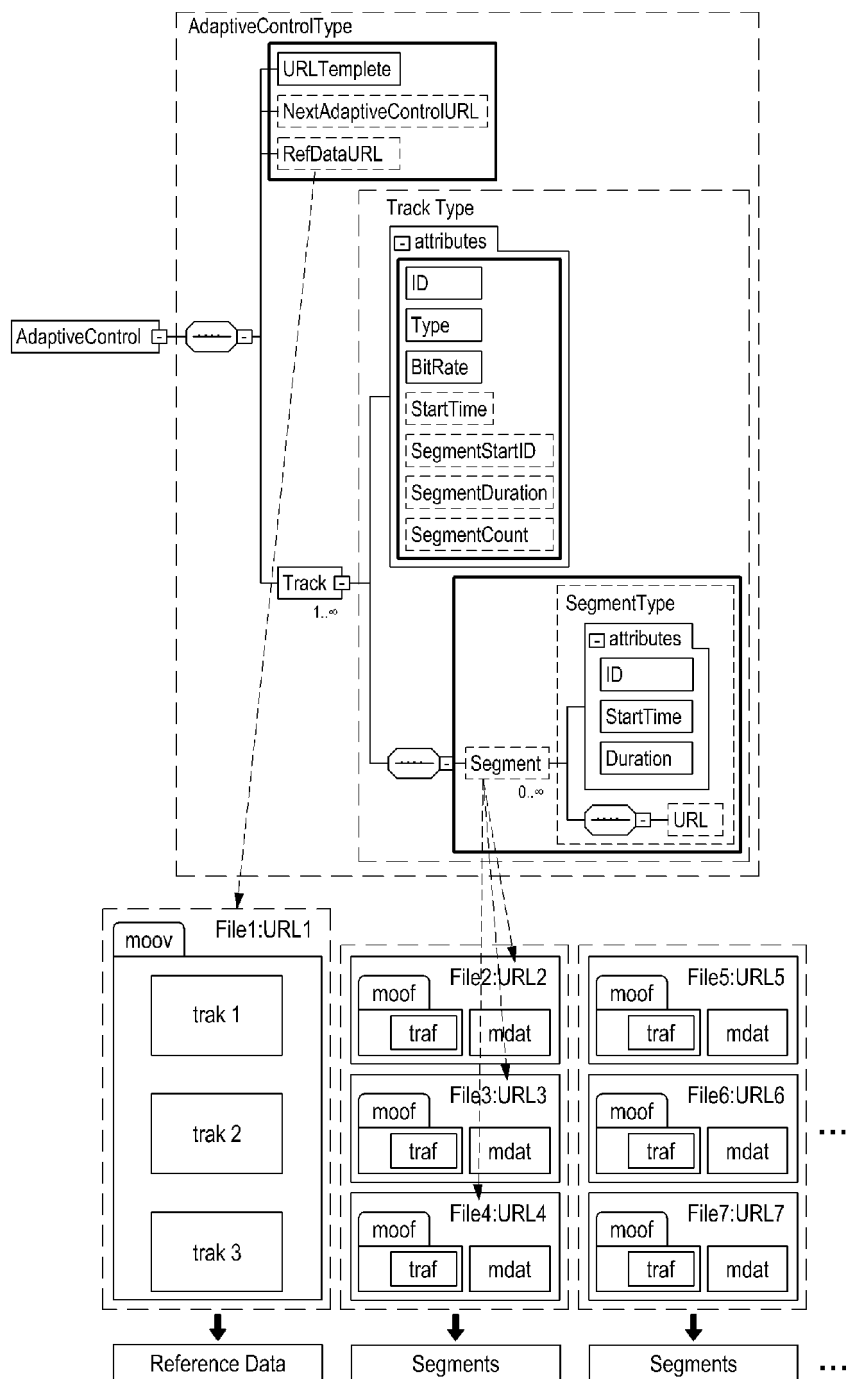 AdaptiveControlType
URLTemplete
NextAdaptiveControlURL
RefDataURL
Track Type
- attributes
ID
Type
BitRate
AdaptiveControl -
-
StartTime
SegmentStartID
SegmentDuration
SegmentCount
Track -
1..∞
SegmentType
- attributes
ID
StartTime
Duration
-
Segment
0..∞
-
URL
File1:URL1
moov
trak 1
trak 2
trak 3
File2:URL2
moof
traf
mdat
File3:URL3
moof
traf
mdat
File4:URL4
moof
traf
mdat
File5:URL5
moof
traf
mdat
File6:URL6
moof
traf
mdat
File7:URL7
moof
traf
mdat
...
Reference Data
Segments
Segments
...